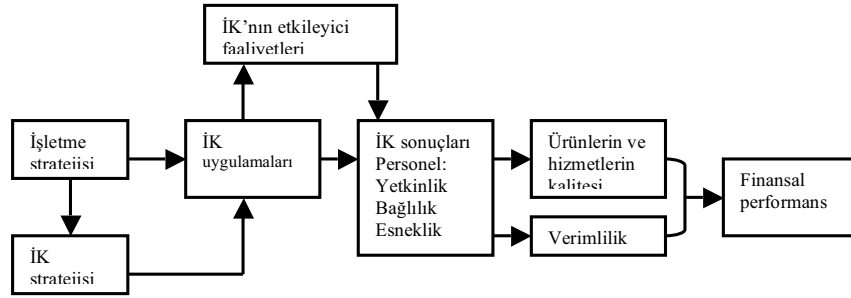 İK’nın etkileyici
faaliyetleri
İşletme
stratejisi
İK
uygulamaları
İK sonuçları
Personel:
Yetkinlik
Bağlılık
Esneklik
Ürünlerin ve
hizmetlerin
kalitesi
Verimlilik
Finansal
performans
İK
stratejisi